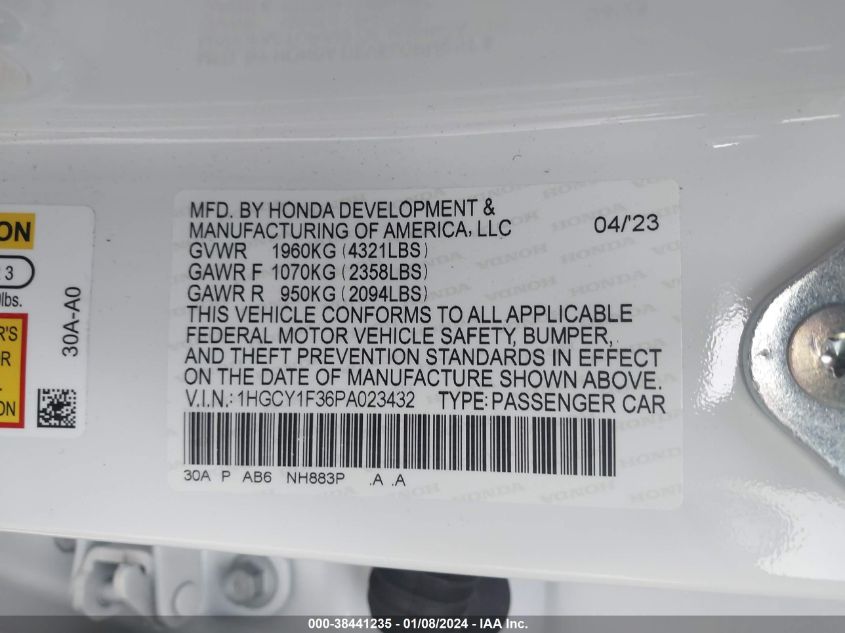 MFD. BY HONDA DEVELOPMENT &
MANUFACTURING OF AMERICA, LLC 04/'23
GVWR 1960KG (4321LBS)
GAWR F 1070KG (2358LBS)
GAWR R 950KG (2094LBS)
THIS VEHICLE CONFORMS TO ALL APPLICABLE
FEDERAL MOTOR VEHICLE SAFETY, BUMPER,
AND THEFT PREVENTION STANDARDS IN EFFECT
ON THE DATE OF MANUFACTURE SHOWN ABOVE.
V.I.N.: 1HGCY1F36PA023432 TYPE: PASSENGER CAR
30A P AB6 NH883P .A .A
ON
3
lbs.
30A-A0
R'S
OR
L.
ION
000-38441235 - 01/08/2024 - IAA Inc.